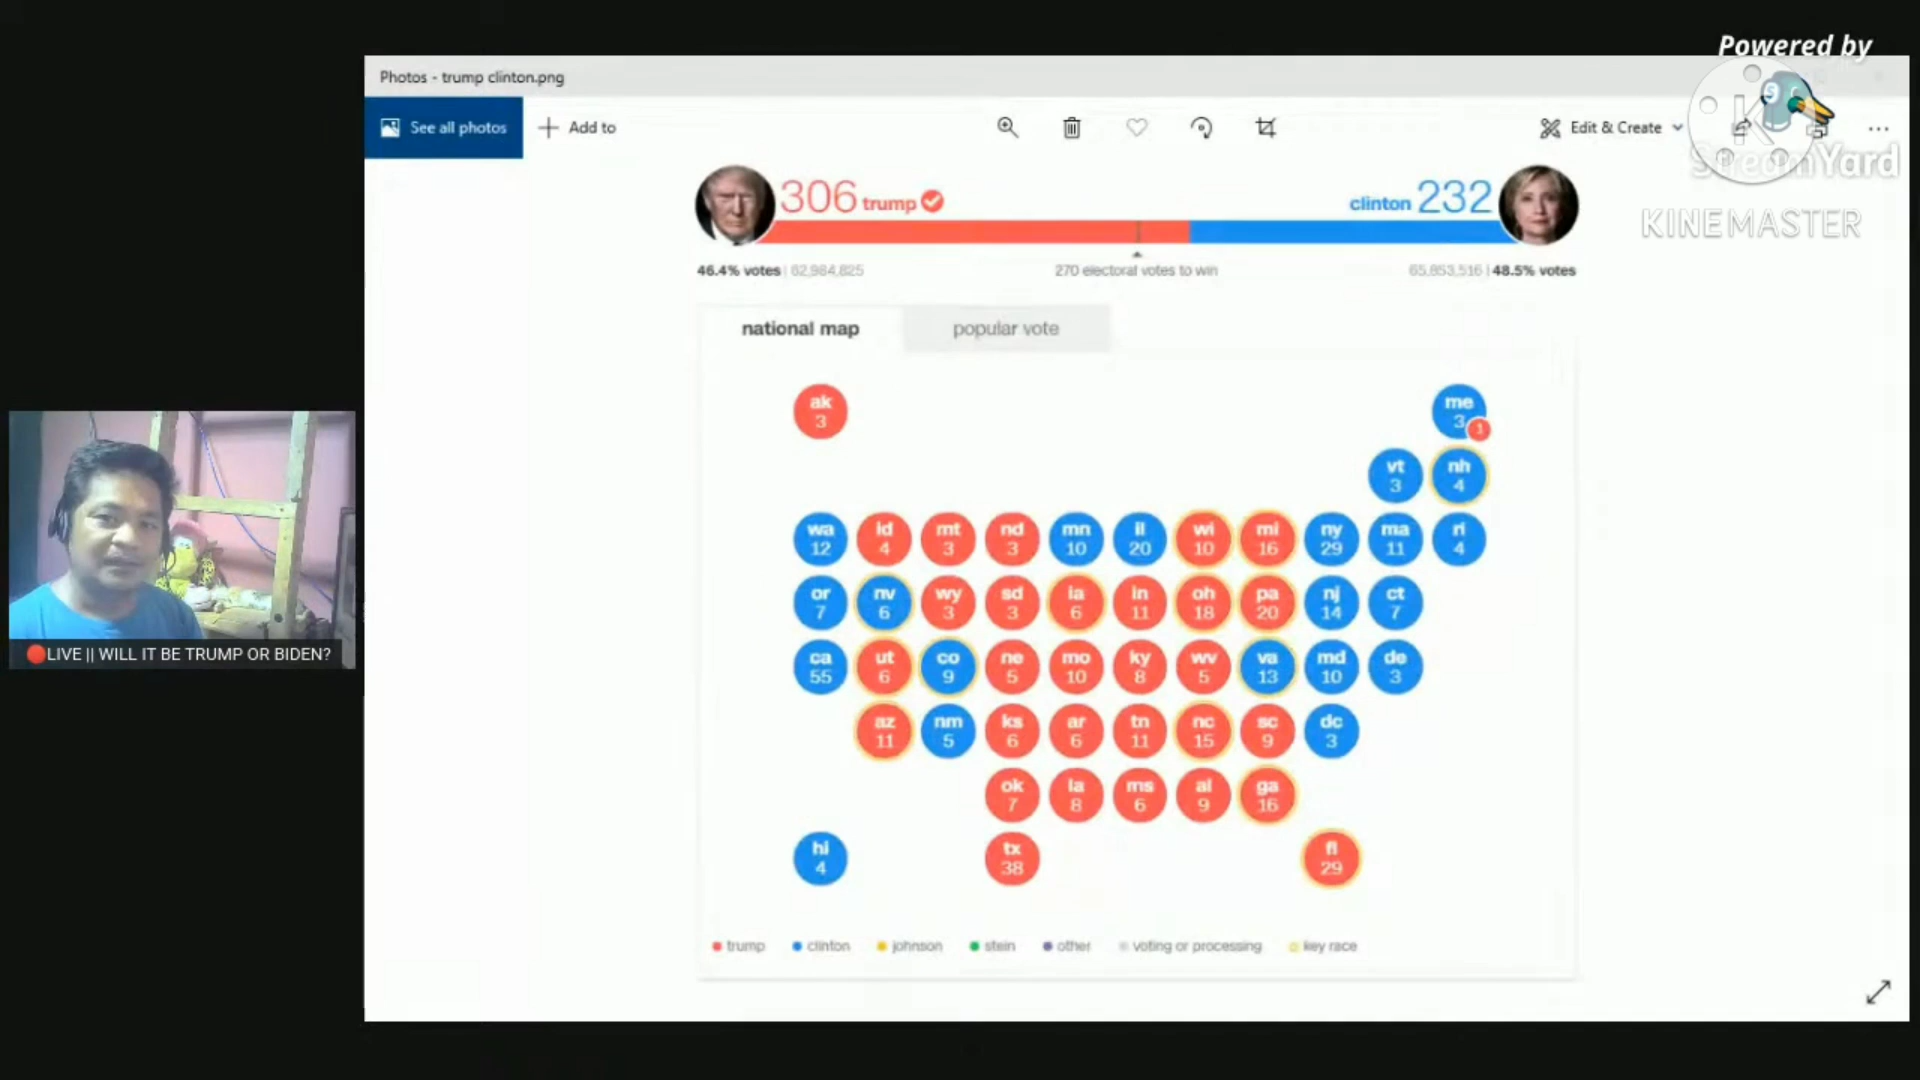 Powered by
StreamYard
KINEMASTER
Photos - trump clinton.png
See all photos
Add to
Edit & Create
306 trump
clinton 232
46.4% votes | 62,984,825
270 electoral votes to win
65,853,516 | 48.5% votes
national map
popular vote
ak 3
me 3 1
vt 3
nh 4
wa 12
id 4
mt 3
nd 3
mn 10
il 20
wi 10
mi 16
ny 29
ma 11
ri 4
or 7
nv 6
wy 3
sd 3
ia 6
in 11
oh 18
pa 20
nj 14
ct 7
ca 55
ut 6
co 9
ne 5
mo 10
ky 8
wv 5
va 13
md 10
de 3
az 11
nm 5
ks 6
ar 6
tn 11
nc 15
sc 9
dc 3
ok 7
la 8
ms 6
al 9
ga 16
hi 4
tx 38
fl 29
trump
clinton
johnson
stein
other
voting or processing
key race
LIVE || WILL IT BE TRUMP OR BIDEN?